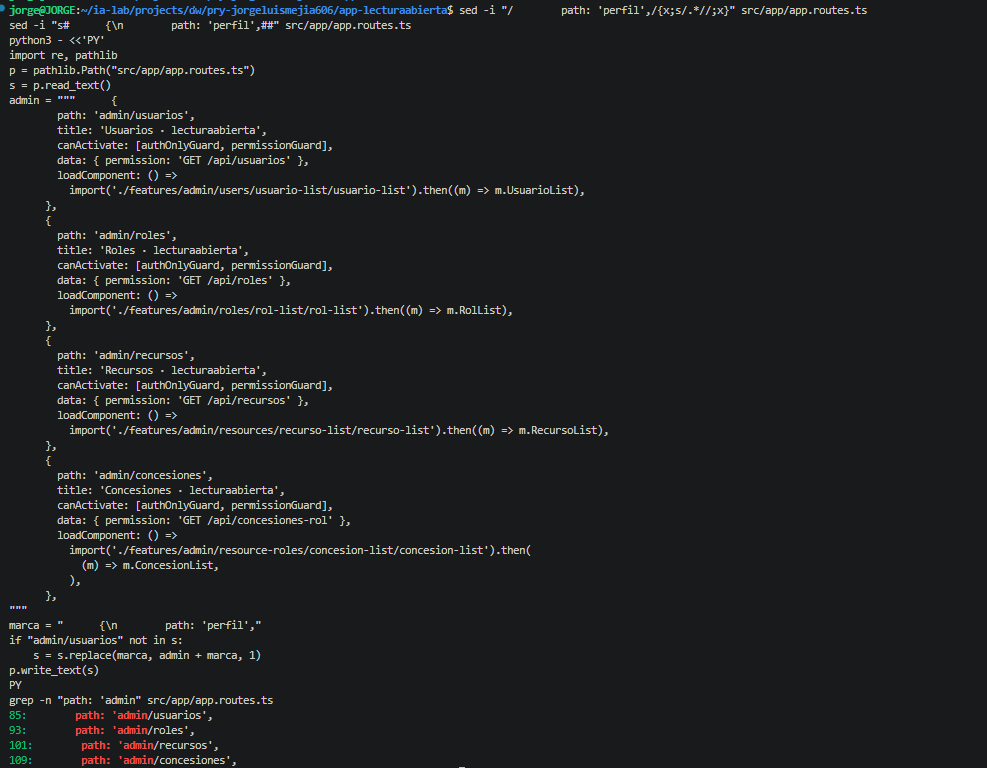 jorge@JORGE:~/ia-lab/projects/dw/pry-jorgeluismejia606/app-lecturaabierta$ sed -i "/        path: 'perfil',/{x;s/.*//;x}" src/app/app.routes.ts
sed -i "s#      {\n        path: 'perfil',##" src/app/app.routes.ts
python3 - <<'PY'
import re, pathlib
p = pathlib.Path("src/app/app.routes.ts")
s = p.read_text()
admin = """      {
        path: 'admin/usuarios',
        title: 'Usuarios · lecturaabierta',
        canActivate: [authOnlyGuard, permissionGuard],
        data: { permission: 'GET /api/usuarios' },
        loadComponent: () =>
          import('./features/admin/users/usuario-list/usuario-list').then((m) => m.UsuarioList),
      },
      {
        path: 'admin/roles',
        title: 'Roles · lecturaabierta',
        canActivate: [authOnlyGuard, permissionGuard],
        data: { permission: 'GET /api/roles' },
        loadComponent: () =>
          import('./features/admin/roles/rol-list/rol-list').then((m) => m.RolList),
      },
      {
        path: 'admin/recursos',
        title: 'Recursos · lecturaabierta',
        canActivate: [authOnlyGuard, permissionGuard],
        data: { permission: 'GET /api/recursos' },
        loadComponent: () =>
          import('./features/admin/resources/recurso-list/recurso-list').then((m) => m.RecursoList),
      },
      {
        path: 'admin/concesiones',
        title: 'Concesiones · lecturaabierta',
        canActivate: [authOnlyGuard, permissionGuard],
        data: { permission: 'GET /api/concesiones-rol' },
        loadComponent: () =>
          import('./features/admin/resource-roles/concesion-list/concesion-list').then(
            (m) => m.ConcesionList,
          ),
      },
"""
marca = "      {\n        path: 'perfil',"
if "admin/usuarios" not in s:
    s = s.replace(marca, admin + marca, 1)
p.write_text(s)
PY
grep -n "path: 'admin" src/app/app.routes.ts
85:        path: 'admin/usuarios',
93:        path: 'admin/roles',
101:        path: 'admin/recursos',
109:        path: 'admin/concesiones',